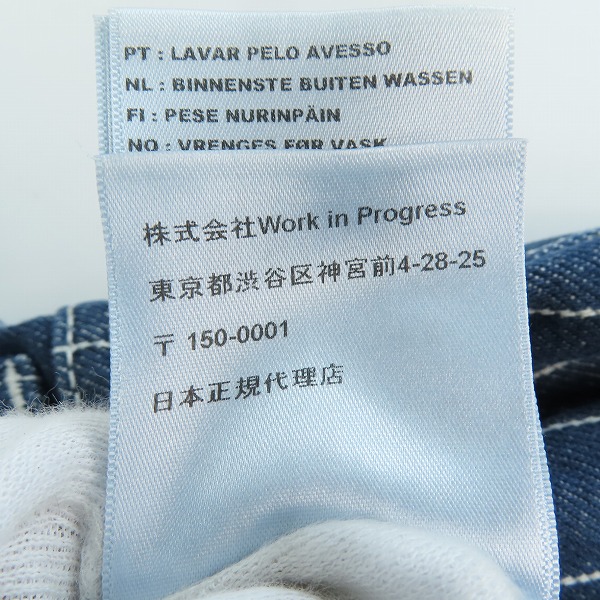 PT : LAVAR PELO AVESSO
NL : BINNENSTE BUITEN WASSEN
FI : PESE NURINPÄIN
NO : VRENGES FØR VASK
株式会社Work in Progress
東京都渋谷区神宮前4-28-25
〒 150-0001
日本正規代理店